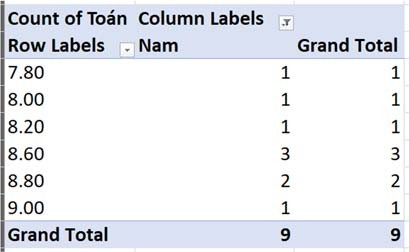 Count of Toán Column Labels
Row Labels Nam Grand Total
7.80 1 1
8.00 1 1
8.20 1 1
8.60 3 3
8.80 2 2
9.00 1 1
Grand Total 9 9